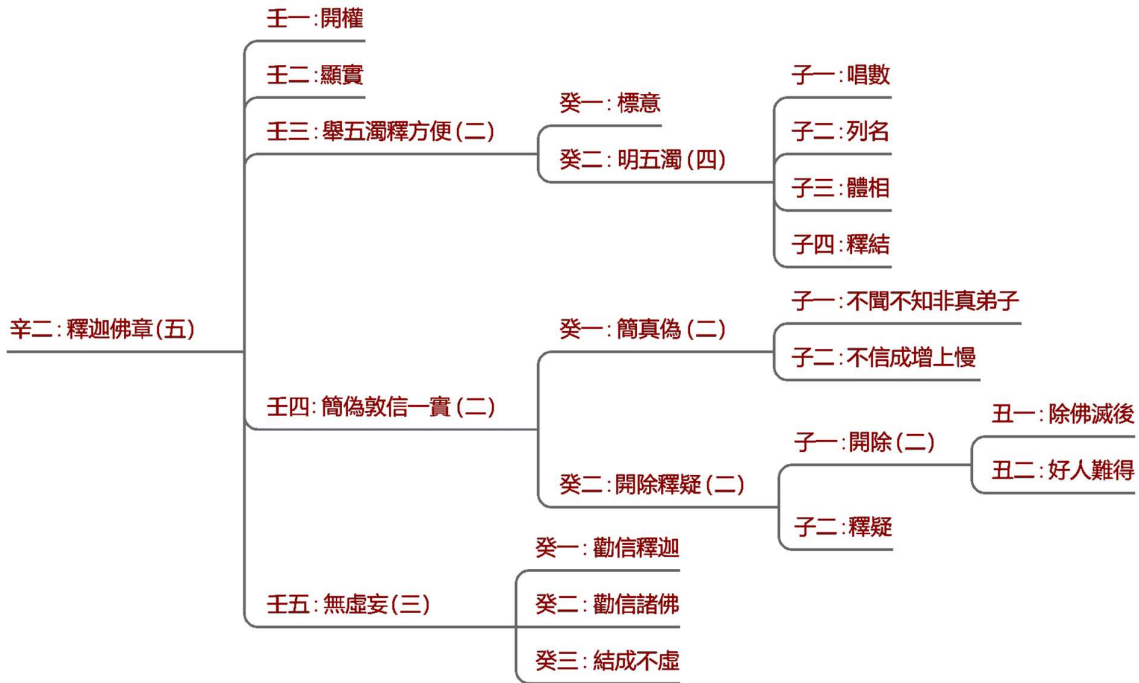 辛二：釋迦佛章(五)
壬一：開權
壬二：顯實
壬三：舉五濁釋方便(二)
癸一：標意
癸二：明五濁(四)
子一：唱數
子二：列名
子三：體相
子四：釋結
壬四：簡偽敦信一實(二)
癸一：簡真偽(二)
子一：不聞不知非真弟子
子二：不信成增上慢
癸二：開除釋疑(二)
子一：開除(二)
丑一：除佛滅後
丑二：好人難得
子二：釋疑
壬五：無虛妄(三)
癸一：勸信釋迦
癸二：勸信諸佛
癸三：結成不虛